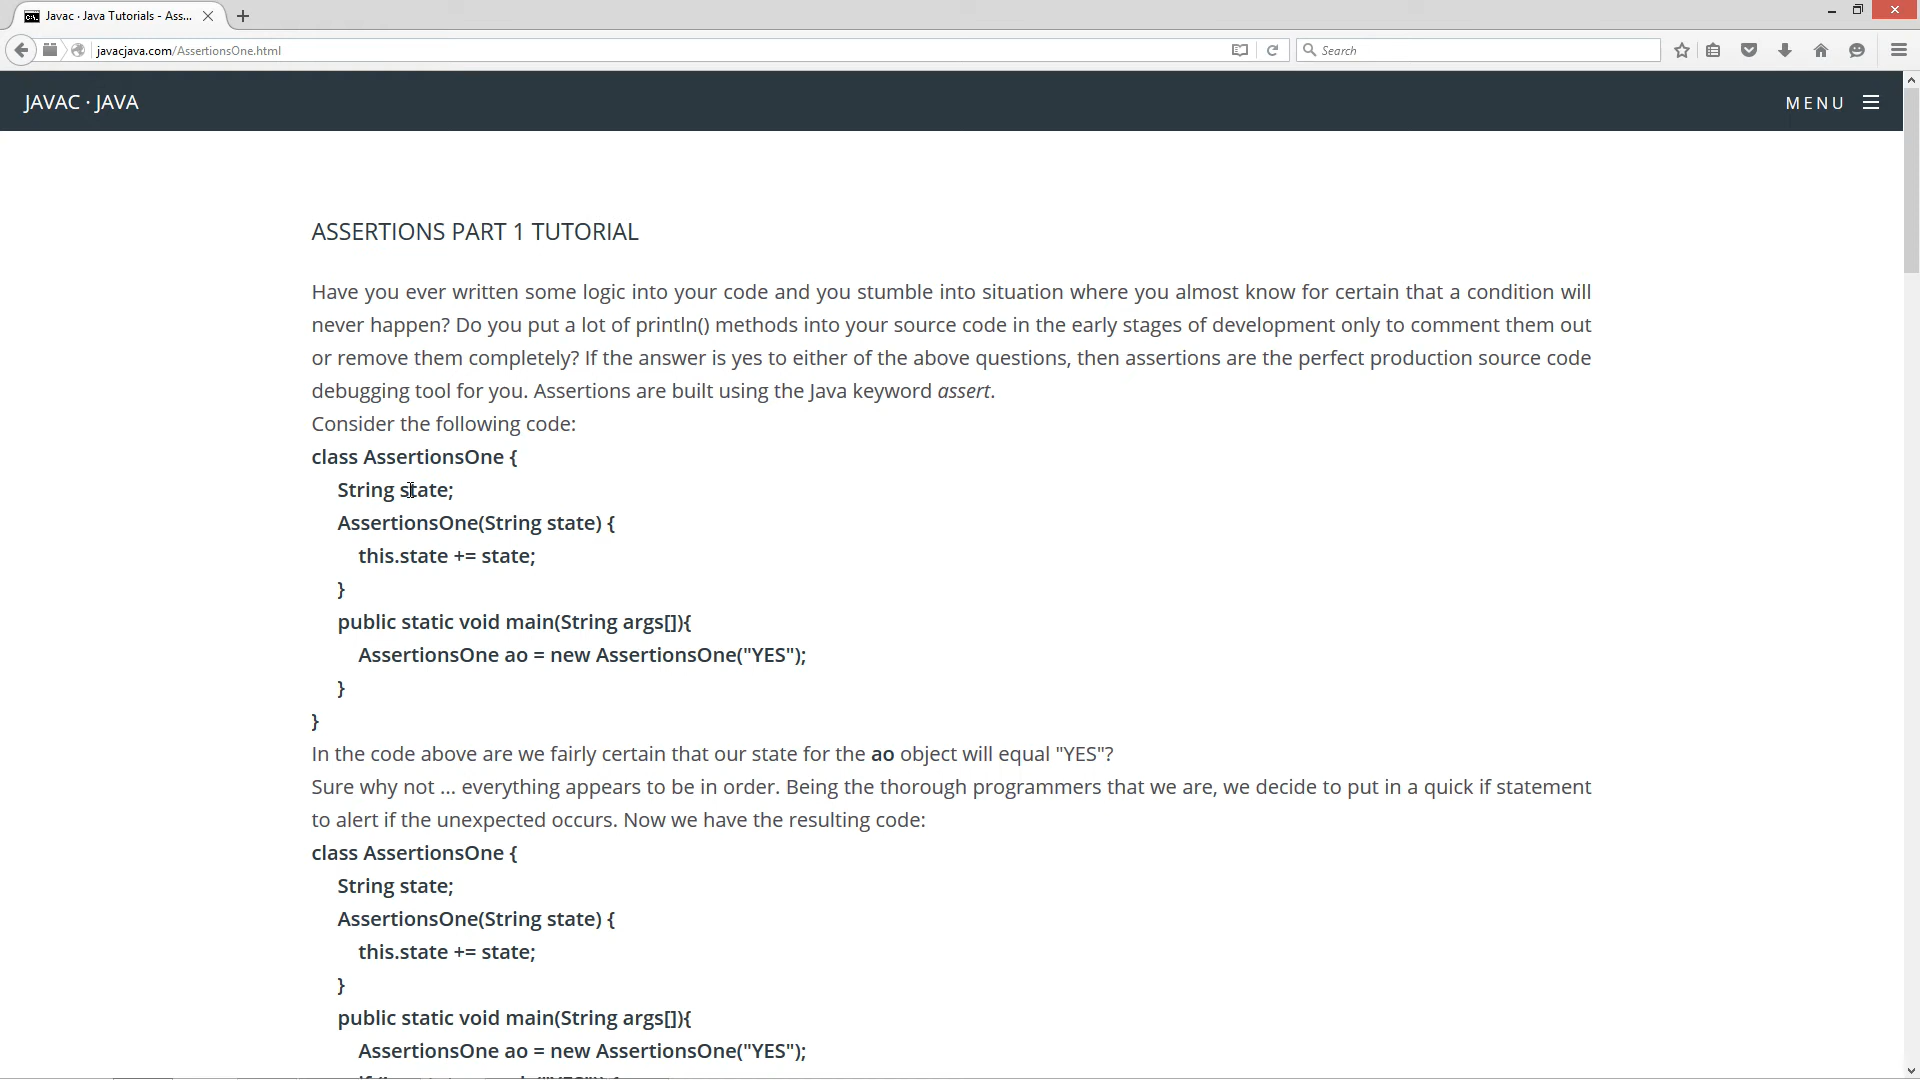 Javac · Java Tutorials - Ass...
javacjava.com/AssertionsOne.html
Search
JAVAC · JAVA
MENU
ASSERTIONS PART 1 TUTORIAL
Have you ever written some logic into your code and you stumble into situation where you almost know for certain that a condition will
never happen? Do you put a lot of println() methods into your source code in the early stages of development only to comment them out
or remove them completely? If the answer is yes to either of the above questions, then assertions are the perfect production source code
debugging tool for you. Assertions are built using the Java keyword assert.
Consider the following code:
class AssertionsOne {
String state;
AssertionsOne(String state) {
this.state += state;
}
public static void main(String args[]){
AssertionsOne ao = new AssertionsOne("YES");
}
}
In the code above are we fairly certain that our state for the ao object will equal "YES"?
Sure why not ... everything appears to be in order. Being the thorough programmers that we are, we decide to put in a quick if statement
to alert if the unexpected occurs. Now we have the resulting code:
class AssertionsOne {
String state;
AssertionsOne(String state) {
this.state += state;
}
public static void main(String args[]){
AssertionsOne ao = new AssertionsOne("YES");